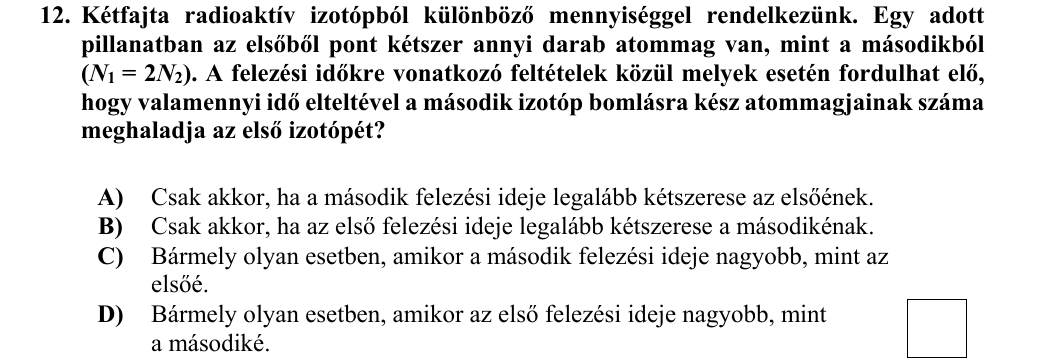 12. Kétfajta radioaktív izotópból különböző mennyiséggel rendelkezünk. Egy adott
pillanatban az elsőből pont kétszer annyi darab atommag van, mint a másodikból
(N₁ = 2N₂). A felezési időkre vonatkozó feltételek közül melyek esetén fordulhat elő,
hogy valamennyi idő elteltével a második izotóp bomlásra kész atommagjainak száma
meghaladja az első izotópét?
A) Csak akkor, ha a második felezési ideje legalább kétszerese az elsőének.
B) Csak akkor, ha az első felezési ideje legalább kétszerese a másodikénak.
C) Bármely olyan esetben, amikor a második felezési ideje nagyobb, mint az
elsőé.
D) Bármely olyan esetben, amikor az első felezési ideje nagyobb, mint
a másodiké.